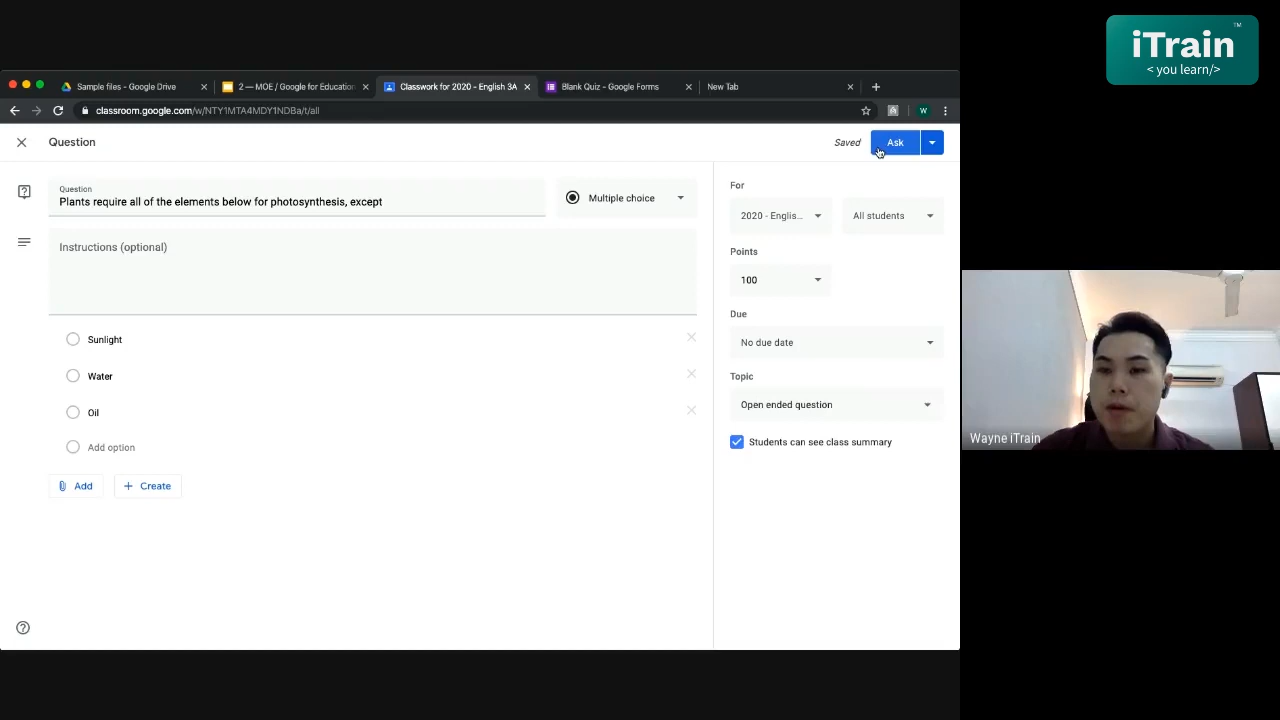 iTrain™
< you learn/>
Sample files - Google Drive
2 — MOE / Google for Education
Classwork for 2020 - English 3A
Blank Quiz - Google Forms
New Tab
classroom.google.com/w/NTY1MTA4MDY1NDBa/t/all
W
Question
Saved
Ask
Question
Plants require all of the elements below for photosynthesis, except
Multiple choice
Instructions (optional)
Sunlight
Water
Oil
Add option
Add
Create
For
2020 - Englis...
All students
Points
100
Due
No due date
Topic
Open ended question
Students can see class summary
Wayne iTrain